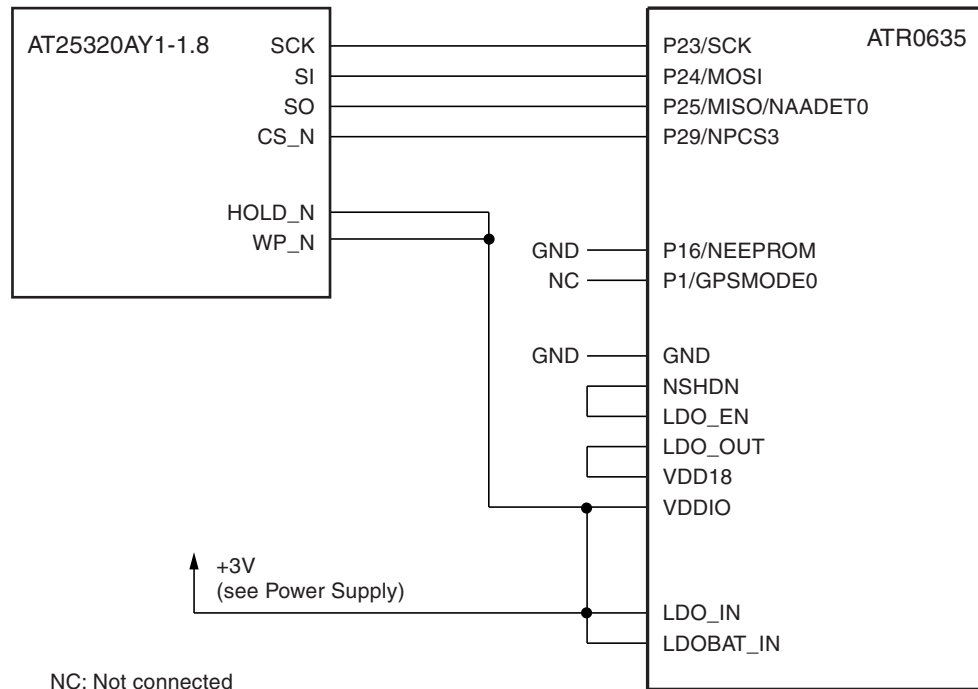 AT25320AY1-1.8
SCK
SI
SO
CS_N
HOLD_N
WP_N
ATR0635
P23/SCK
P24/MOSI
P25/MISO/NAADET0
P29/NPCS3
GND
P16/NEEPROM
NC
P1/GPSMODE0
GND
GND
NSHDN
LDO_EN
LDO_OUT
VDD18
VDDIO
+3V
(see Power Supply)
LDO_IN
LDOBAT_IN
NC: Not connected